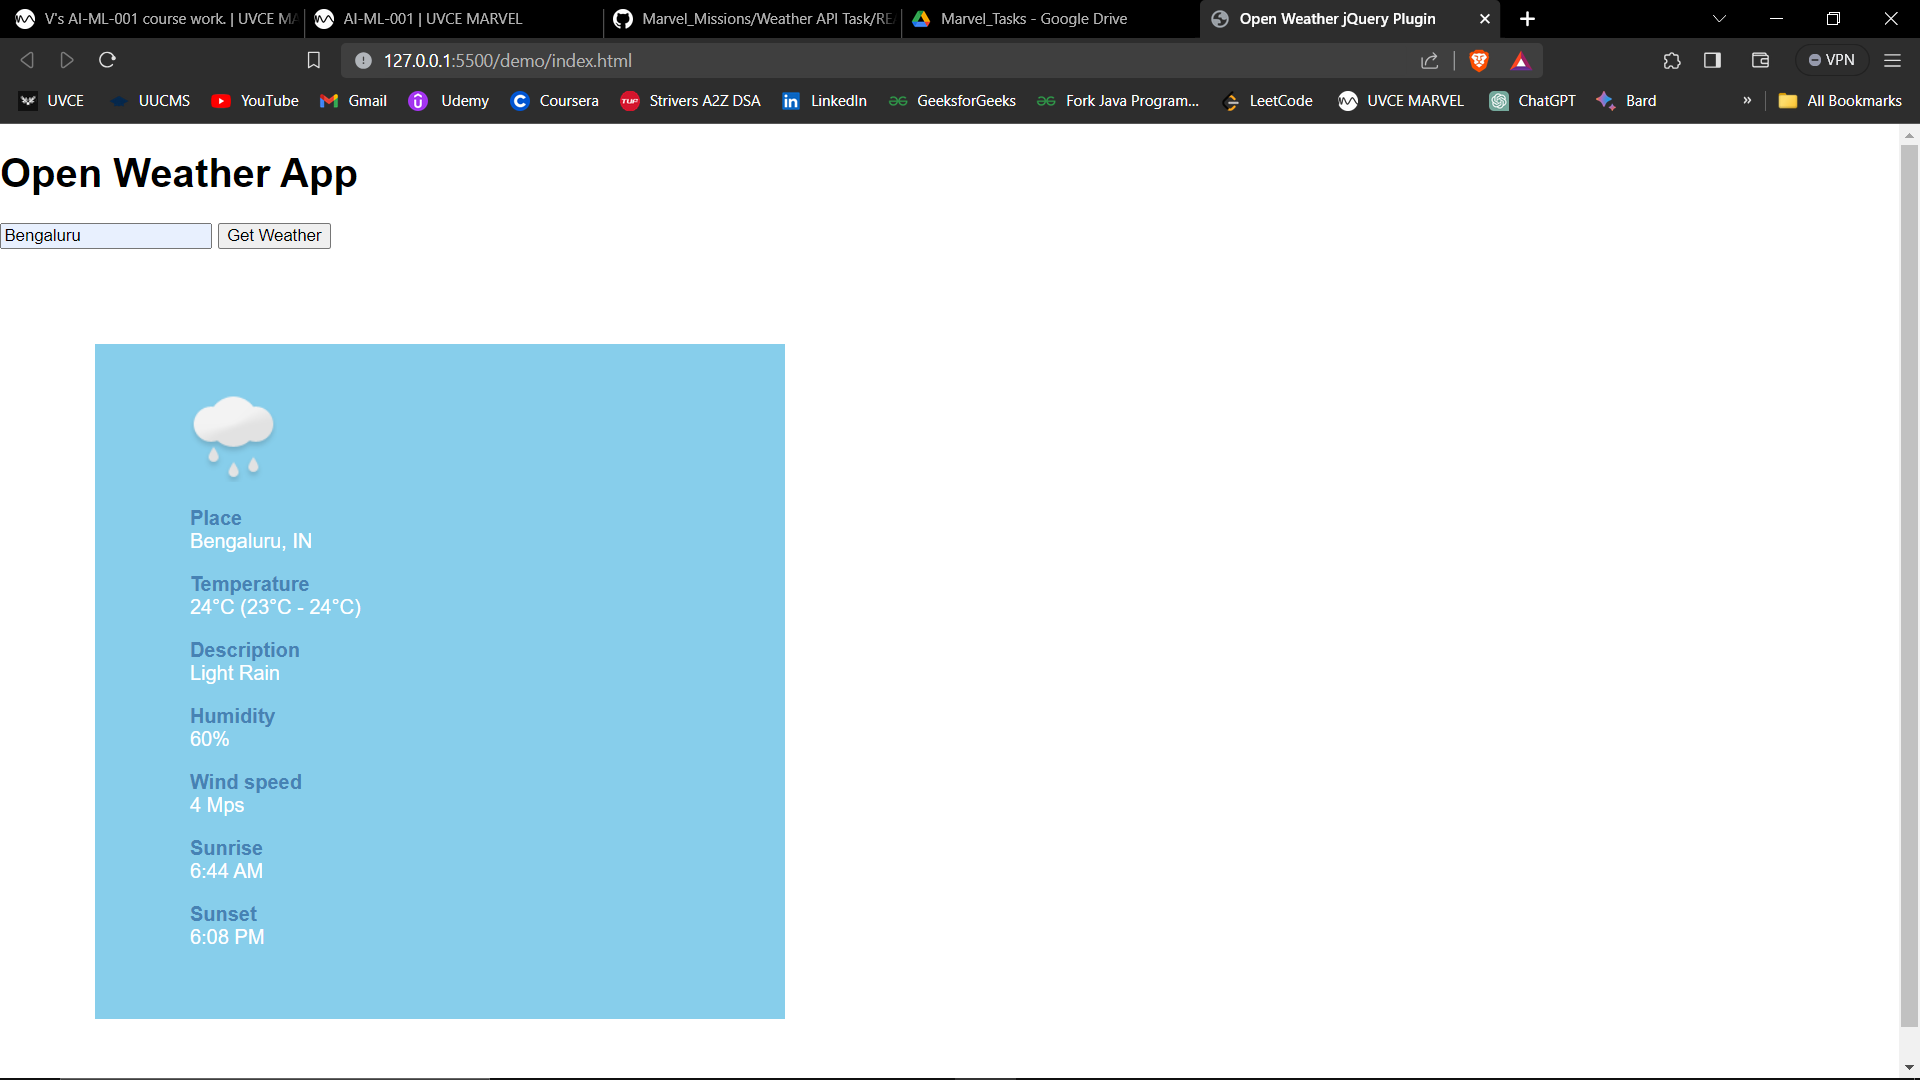 V's AI-ML-001 course work. | UVCE MA
AI-ML-001 | UVCE MARVEL
Marvel_Missions/Weather API Task/REA
Marvel_Tasks - Google Drive
Open Weather jQuery Plugin
127.0.0.1:5500/demo/index.html
VPN
UVCE
UUCMS
YouTube
Gmail
Udemy
Coursera
TUF
Strivers A2Z DSA
LinkedIn
GeeksforGeeks
Fork Java Program...
LeetCode
UVCE MARVEL
ChatGPT
Bard
»
All Bookmarks
Open Weather App
Bengaluru
Get Weather
Place
Bengaluru, IN
Temperature
24°C (23°C - 24°C)
Description
Light Rain
Humidity
60%
Wind speed
4 Mps
Sunrise
6:44 AM
Sunset
6:08 PM